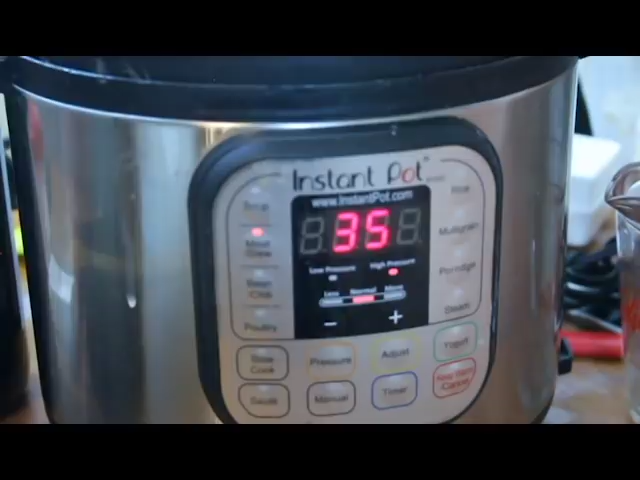 Instant Pot
www.InstantPot.com
35
Soup
Meat
Stew
Bean
Chili
Poultry
Rice
Multigrain
Porridge
Steam
Low Pressure
High Pressure
Less Normal More
− +
Slow
Cook
Pressure
Adjust
Yogurt
Sauté
Manual
Timer
Keep Warm
Cancel